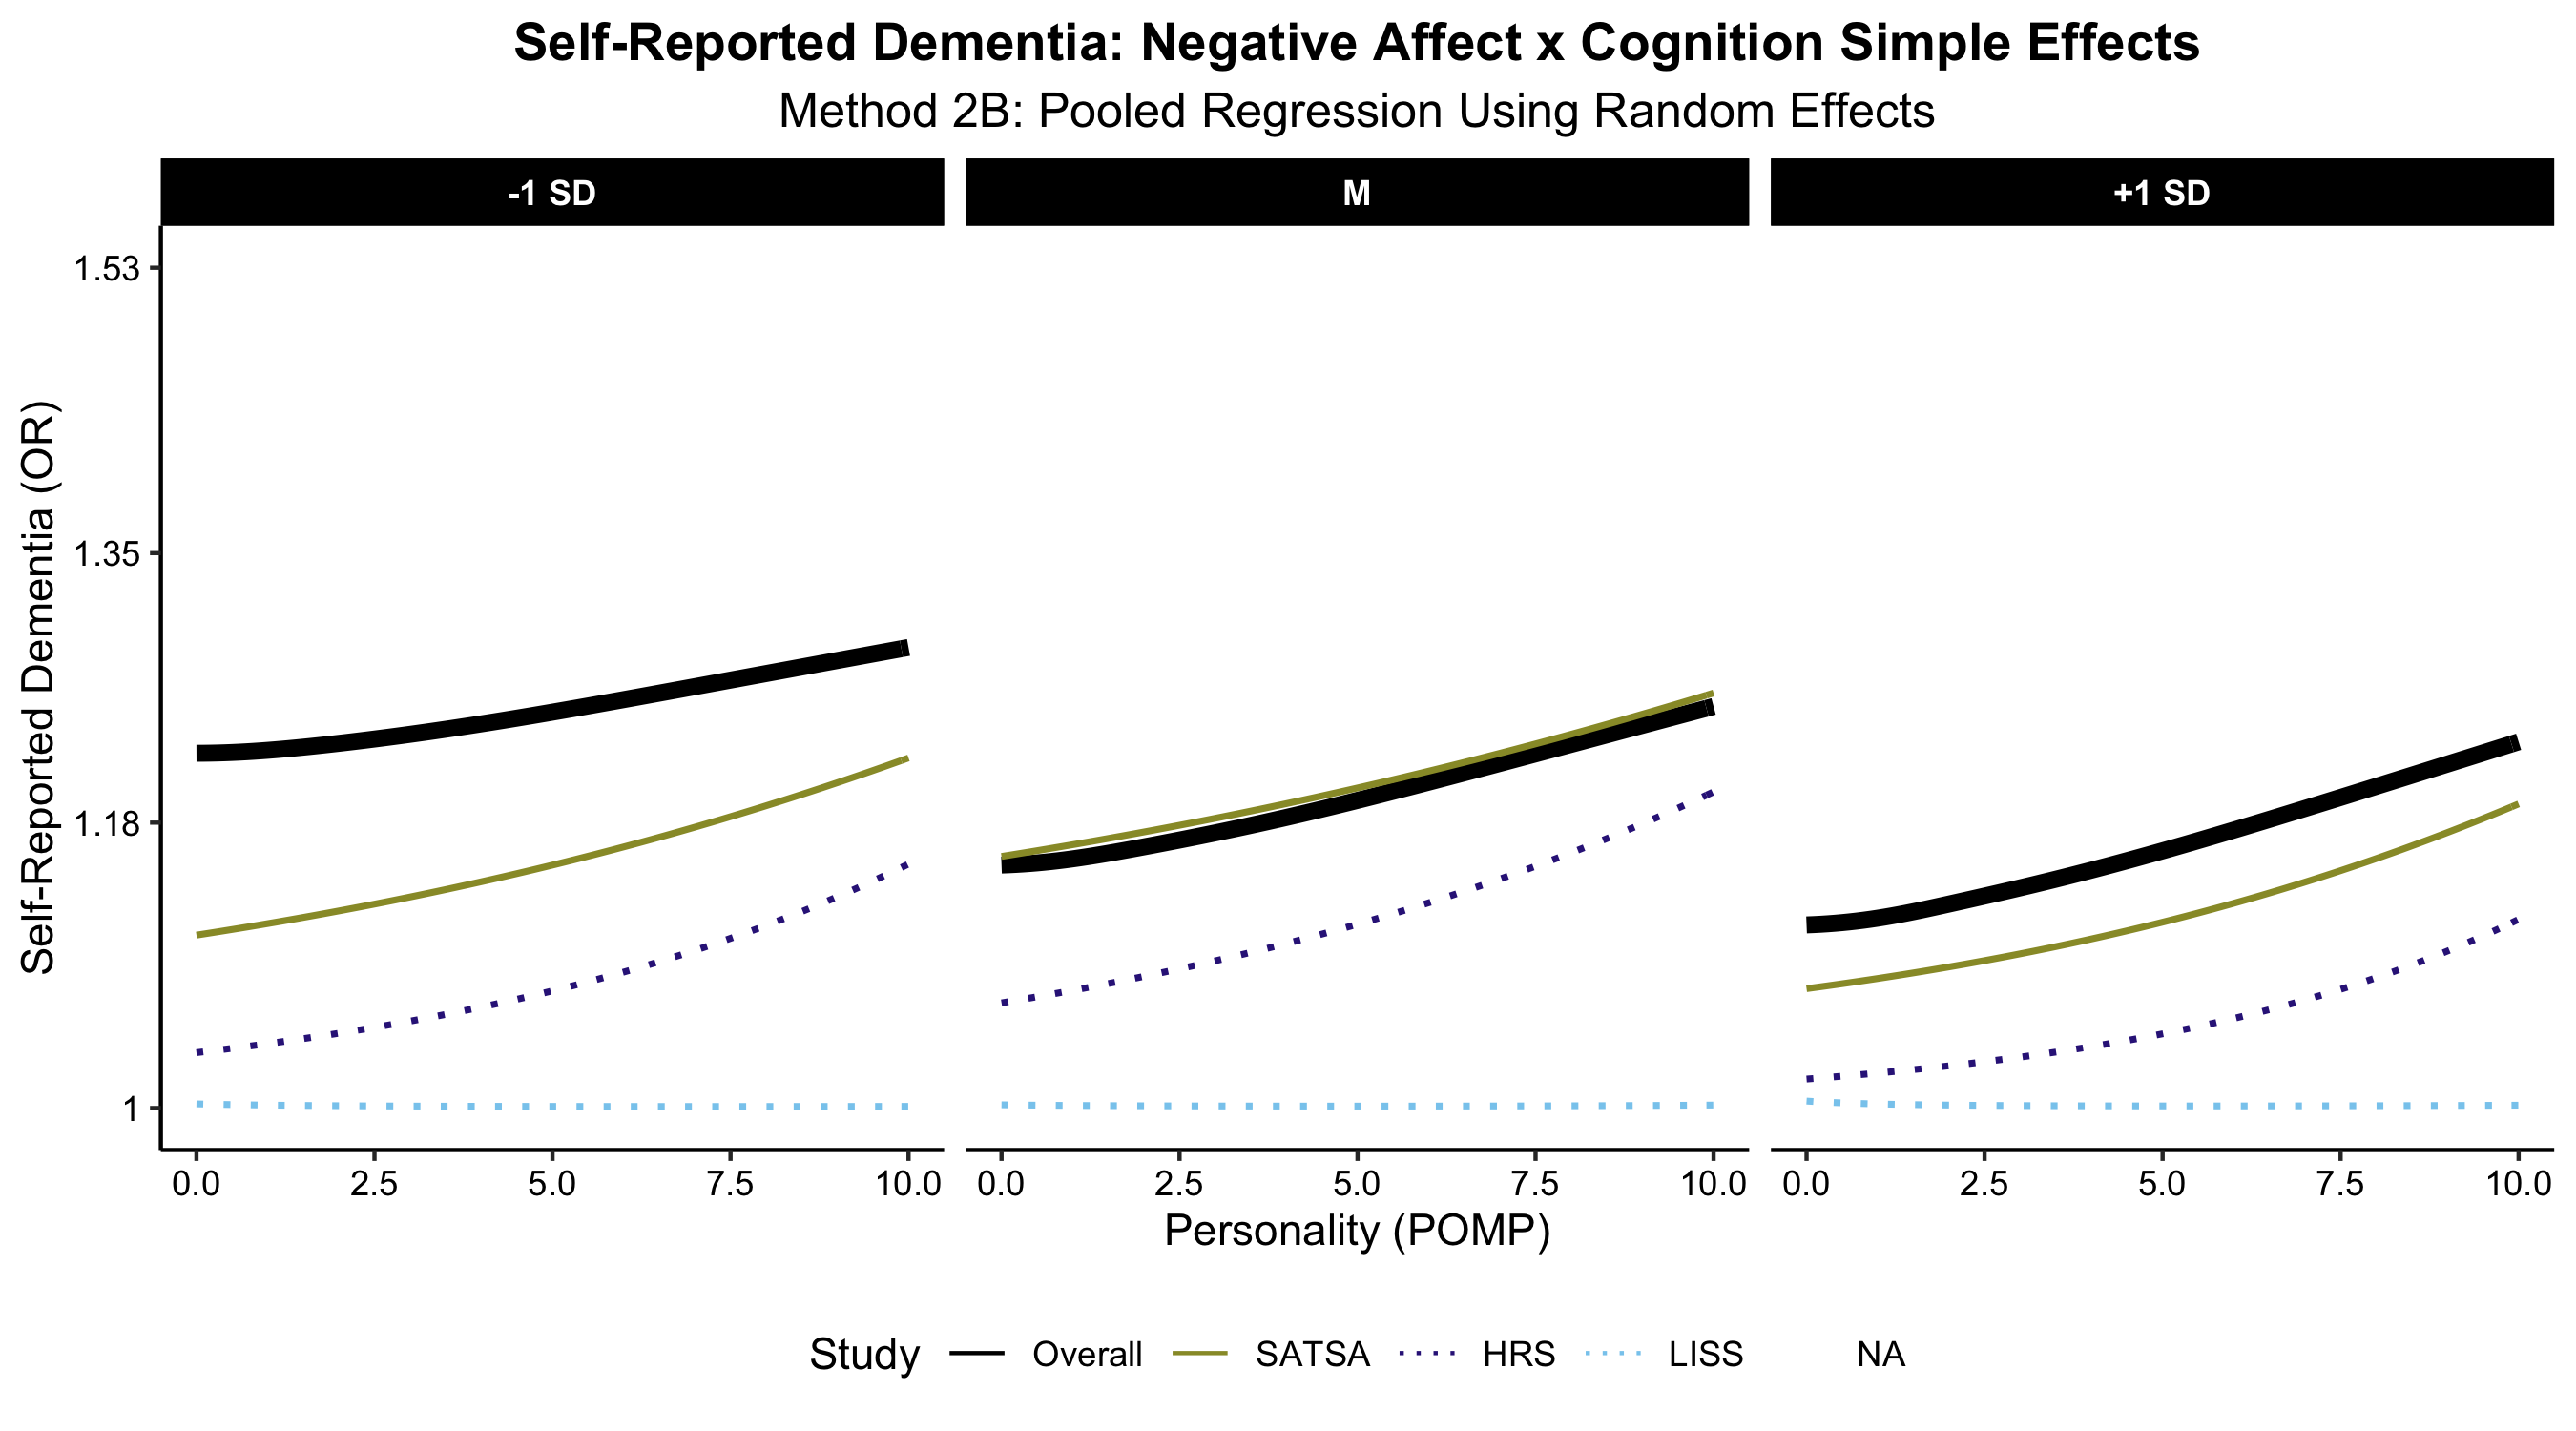 Self-Reported Dementia: Negative Affect x Cognition Simple Effects
Method 2B: Pooled Regression Using Random Effects
-1 SD M +1 SD
Self-Reported Dementia (OR)
1.53
1.35
1.18
1
0.0 2.5 5.0 7.5 10.0 0.0 2.5 5.0 7.5 10.0 0.0 2.5 5.0 7.5 10.0
Personality (POMP)
Study Overall SATSA HRS LISS NA